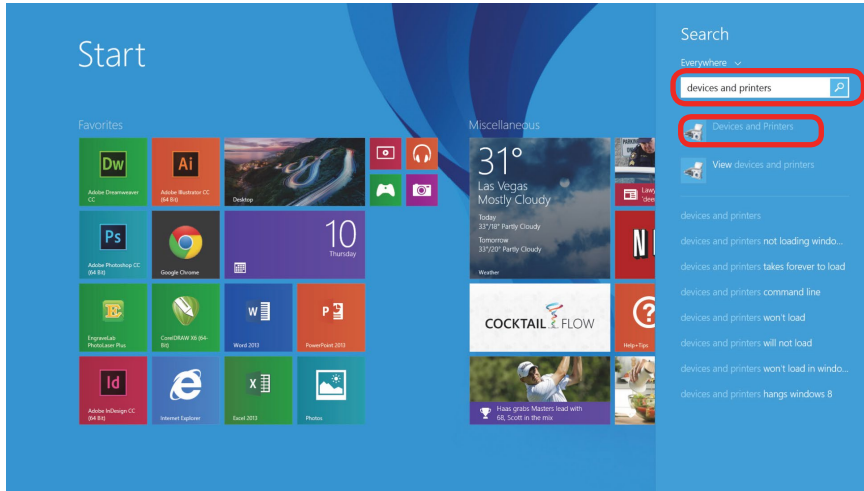 Start
Favorites
Dw
Adobe Dreamweaver
CC
Ai
Adobe Illustrator CC
(64 Bit)
Desktop
Ps
Adobe Photoshop CC
(64 Bit)
Google Chrome
10
Thursday
EngraveLab
PhotoLaser Plus
CorelDRAW X6 (64-
Bit)
Word 2013
PowerPoint 2013
Id
Adobe InDesign CC
(64 Bit)
Internet Explorer
Excel 2013
Photos
Miscellaneous
31°
Las Vegas
Mostly Cloudy
Today
33°/18° Partly Cloudy
Tomorrow
33°/20° Partly Cloudy
Weather
Lawy
'deer
N
COCKTAIL FLOW
Help+Tips
Haas grabs Masters lead with
68, Scott in the mix
Search
Everywhere
devices and printers
Devices and Printers
View devices and printers
devices and printers
devices and printers not loading windo...
devices and printers takes forever to load
devices and printers command line
devices and printers won't load
devices and printers will not load
devices and printers won't load in windo...
devices and printers hangs windows 8